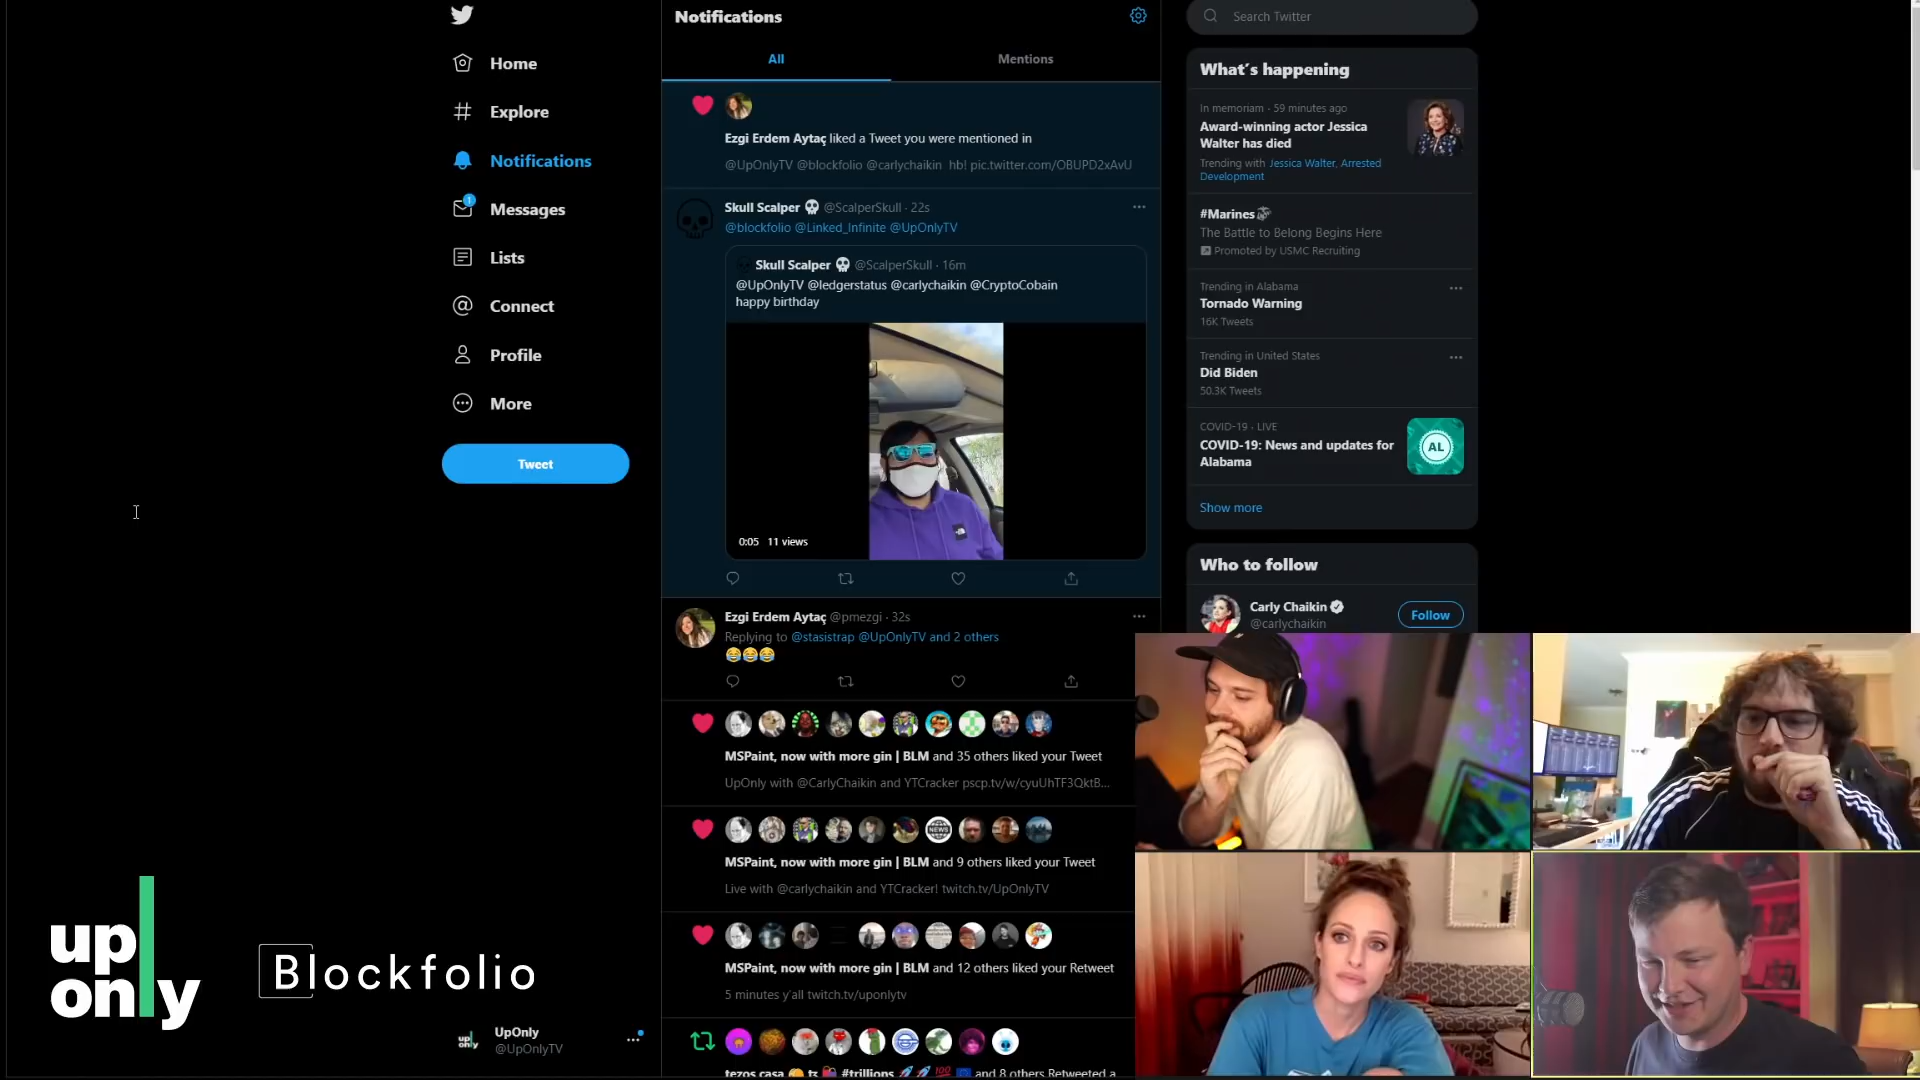 Home
Explore
Notifications
1
Messages
Lists
Connect
Profile
More
Tweet
up
only
Blockfolio
UpOnly
@UpOnlyTV
Notifications
All
Mentions
Ezgi Erdem Aytaç liked a Tweet you were mentioned in
@UpOnlyTV @blockfolio @carlychaikin hb! pic.twitter.com/OBUPD2xAvU
Skull Scalper 💀 @ScalperSkull · 22s
@blockfolio @Linked_Infinite @UpOnlyTV
Skull Scalper 💀 @ScalperSkull · 16m
@UpOnlyTV @ledgerstatus @carlychaikin @CryptoCobain
happy birthday
0:05 11 views
Ezgi Erdem Aytaç @pmezgi · 32s
Replying to @stasistrap @UpOnlyTV and 2 others
😂😂😂
NEWS
MSPaint, now with more gin | BLM and 35 others liked your Tweet
UpOnly with @CarlyChaikin and YTCracker pscp.tv/w/cyuUhTF3QktB...
MSPaint, now with more gin | BLM and 9 others liked your Tweet
Live with @carlychaikin and YTCracker! twitch.tv/UpOnlyTV
MSPaint, now with more gin | BLM and 12 others liked your Retweet
5 minutes y'all twitch.tv/uponlytv
tezos.casa #trillions 🚀🚀💯 and 8 others Retweeted a
Search Twitter
What's happening
In memoriam · 59 minutes ago
Award-winning actor Jessica
Walter has died
Trending with Jessica Walter, Arrested
Development
#Marines
The Battle to Belong Begins Here
Promoted by USMC Recruiting
Trending in Alabama
Tornado Warning
16K Tweets
Trending in United States
Did Biden
50.3K Tweets
COVID-19 · LIVE
COVID-19: News and updates for
Alabama
AL
Show more
Who to follow
Carly Chaikin
@carlychaikin
Follow